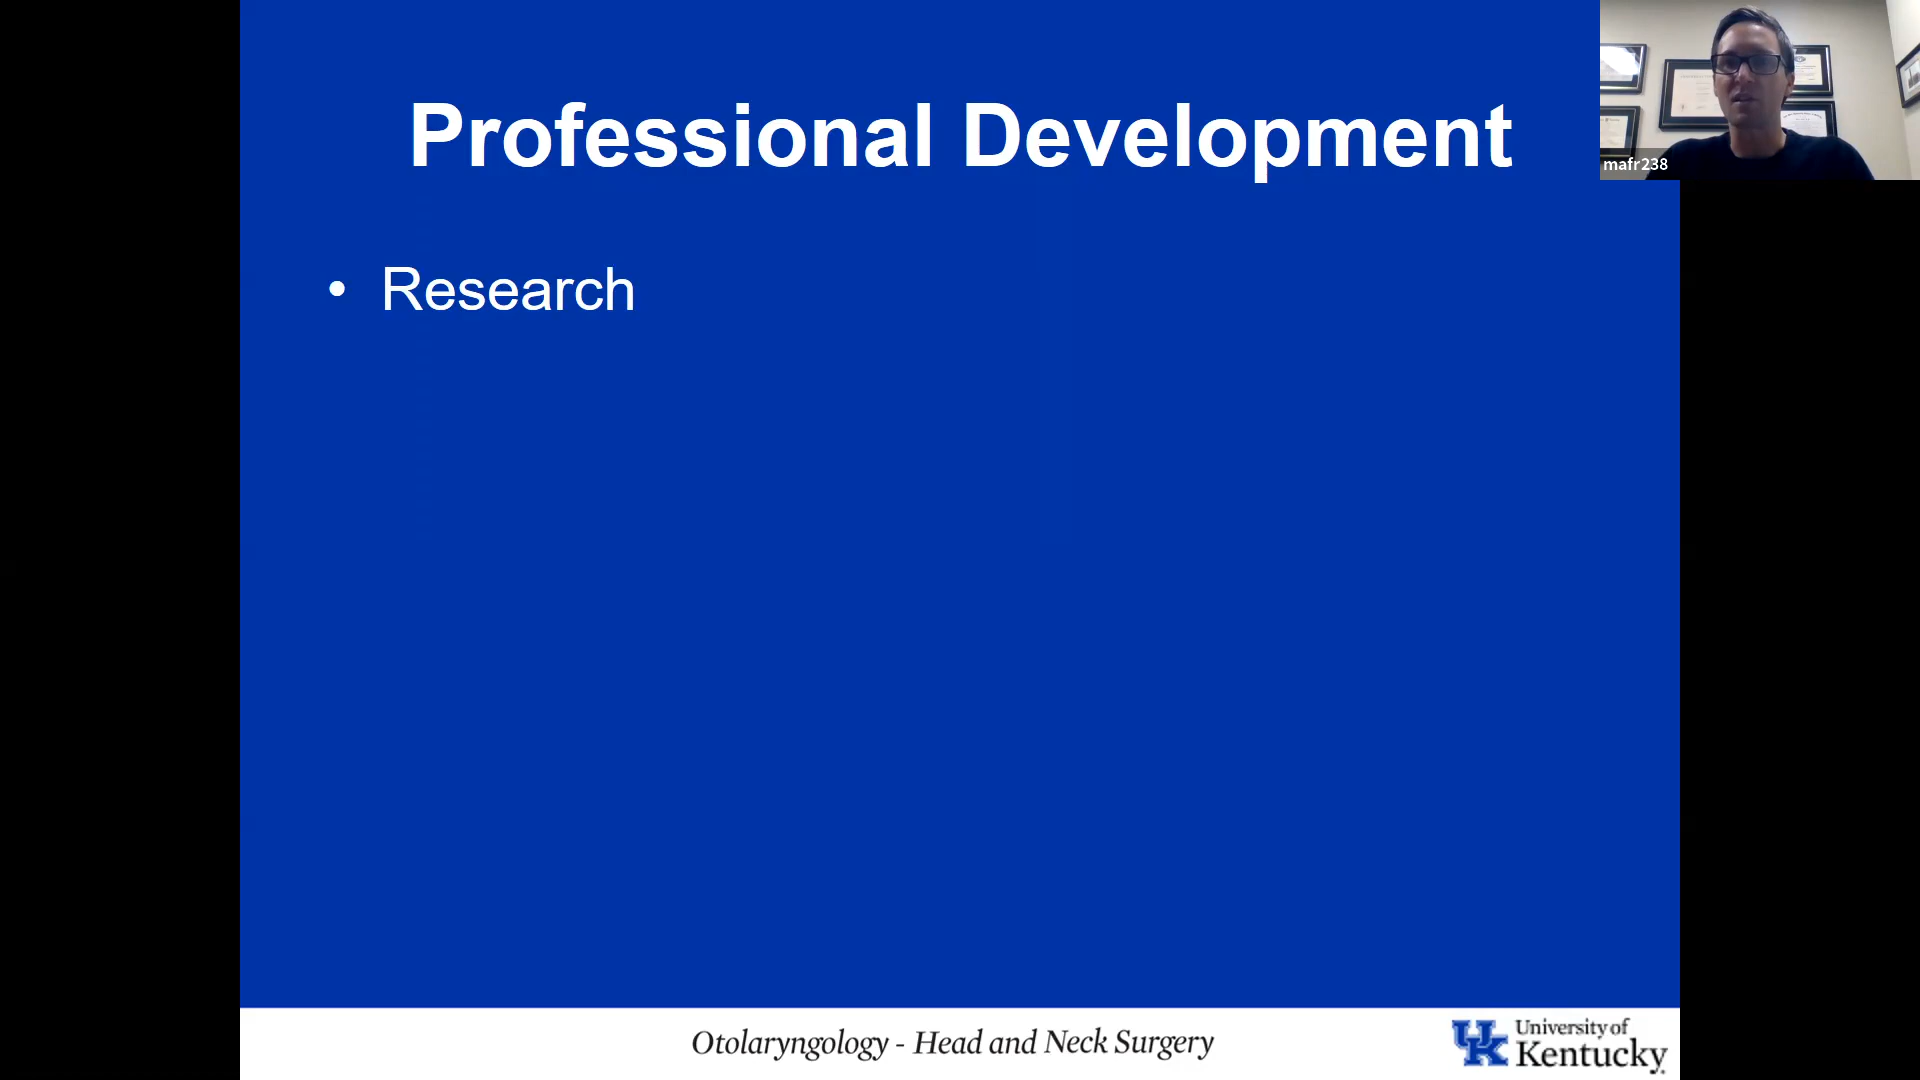 Professional Development
• Research
mafr238
Otolaryngology - Head and Neck Surgery
UK
University of
Kentucky